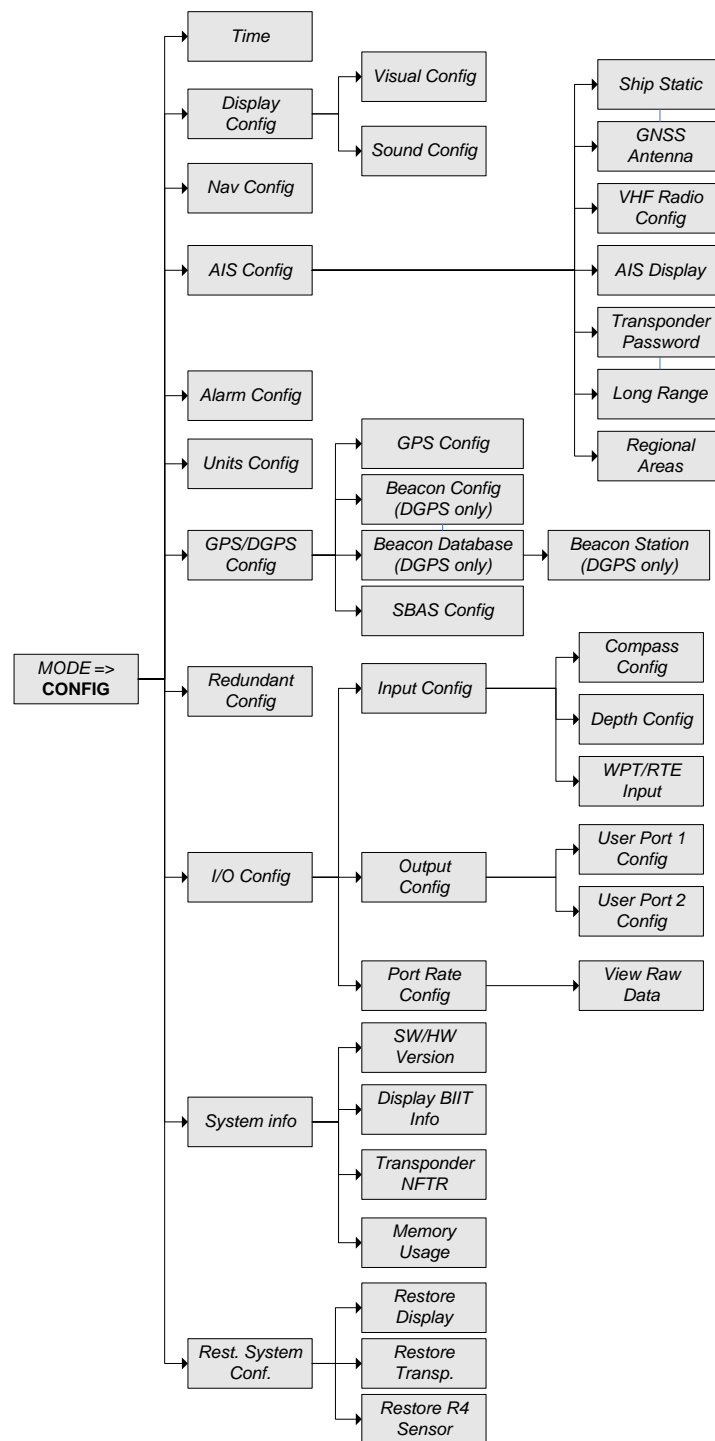 MODE =>
CONFIG
Time
Display
Config
Visual Config
Sound Config
Nav Config
AIS Config
Ship Static
GNSS
Antenna
VHF Radio
Config
AIS Display
Transponder
Password
Long Range
Regional
Areas
Alarm Config
Units Config
GPS/DGPS
Config
GPS Config
Beacon Config
(DGPS only)
Beacon Database
(DGPS only)
Beacon Station
(DGPS only)
SBAS Config
Redundant
Config
I/O Config
Input Config
Compass
Config
Depth Config
WPT/RTE
Input
Output
Config
User Port 1
Config
User Port 2
Config
Port Rate
Config
View Raw
Data
System info
SW/HW
Version
Display BIIT
Info
Transponder
NFTR
Memory
Usage
Rest. System
Conf.
Restore
Display
Restore
Transp.
Restore R4
Sensor